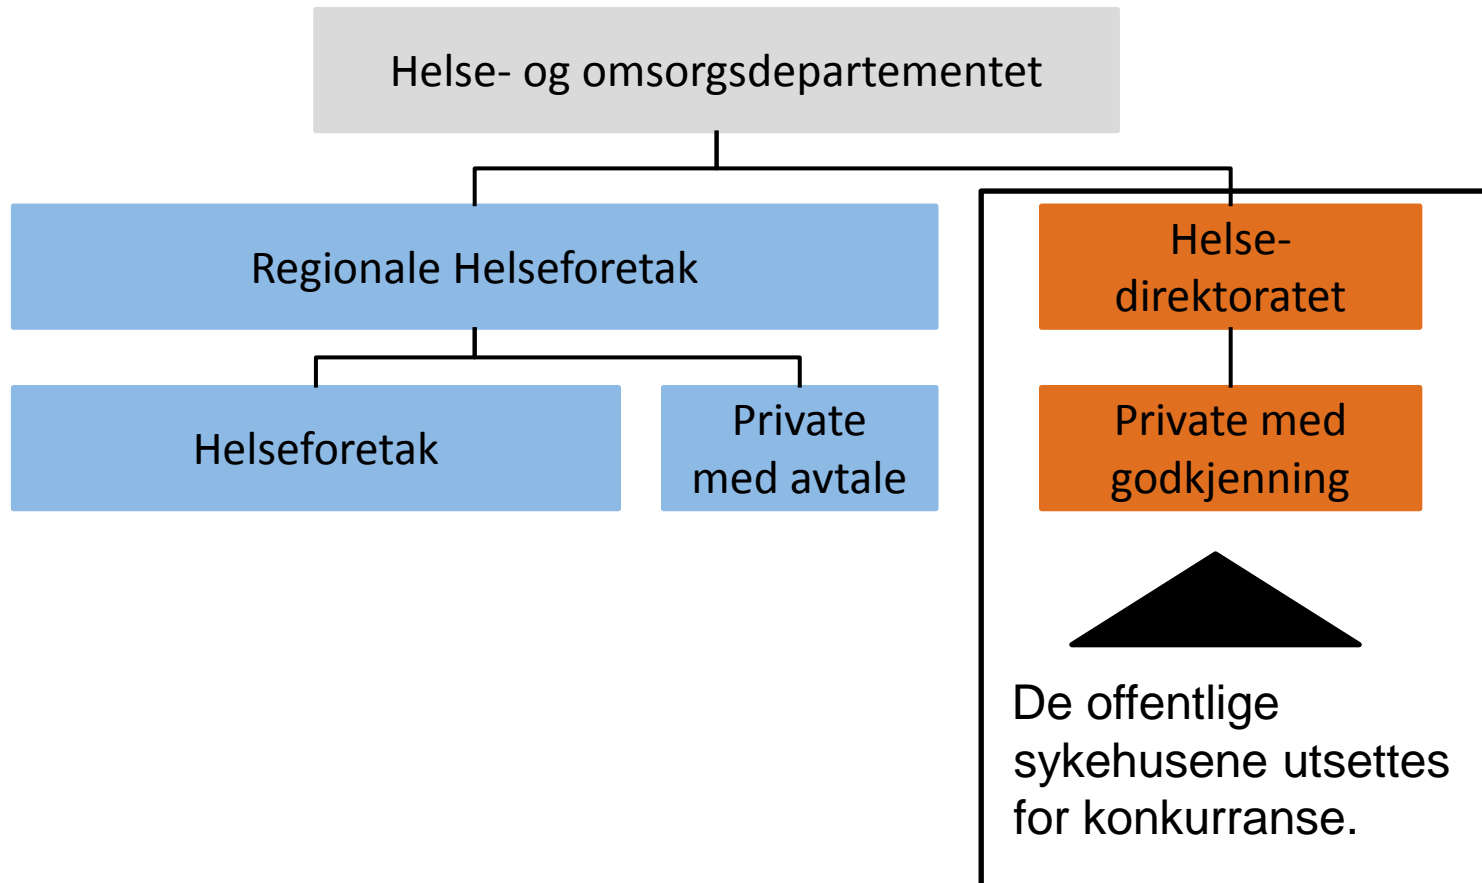 Helse- og omsorgsdepartementet
Regionale Helseforetak
Helse-
direktoratet
Helseforetak
Private
med avtale
Private med
godkjenning
De offentlige
sykehusene utsettes
for konkurranse.